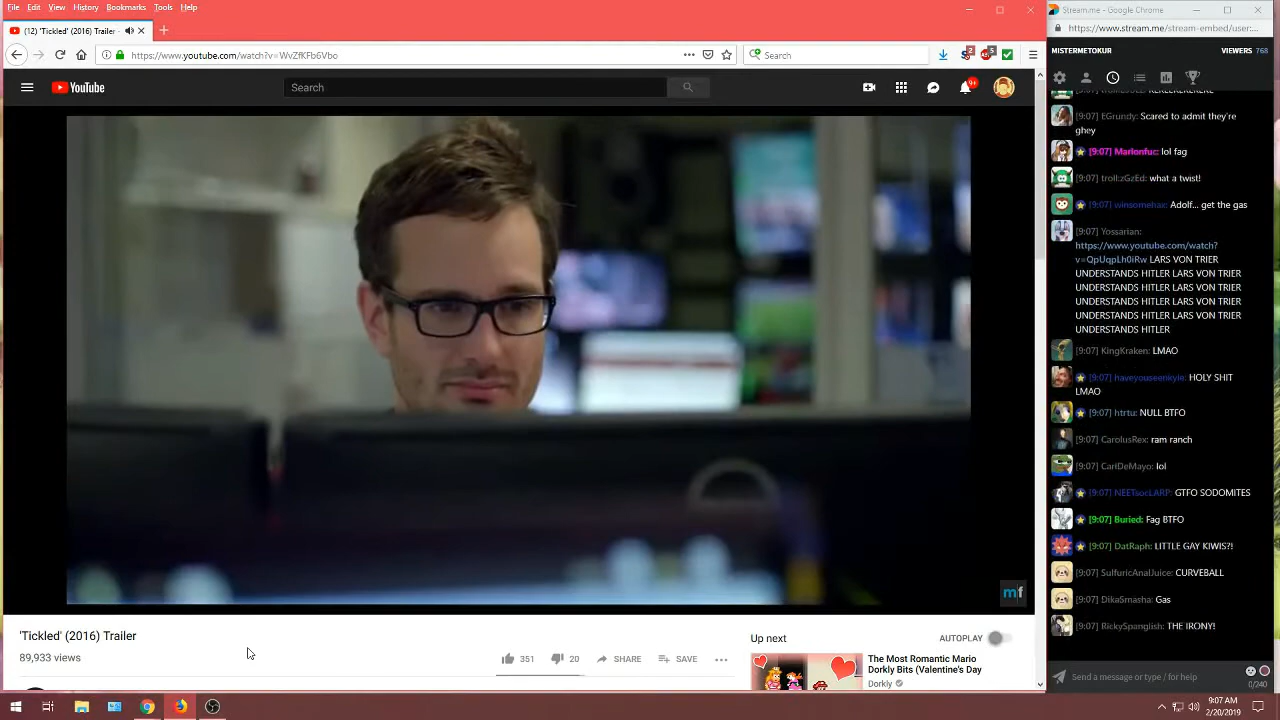 File Edit View History Bookmarks Tools Help
(12) 'Tickled' (2016) Trailer -
https://www.youtube.com/watch?v=WvZfKFb6Vbo
Search
YouTube
Search
9+
mf
'Tickled' (2016) Trailer
89,933 views
351 20 SHARE SAVE
Up next
AUTOPLAY
The Most Romantic Mario
Dorkly Bits (Valentine's Day
Dorkly
Stream.me - Google Chrome
https://www.stream.me/stream-embed/user:...
MISTERMETOKUR VIEWERS 768
[9:07] EGrundy: Scared to admit they're
ghey
[9:07] Marlonfuc: lol fag
[9:07] troll:zGzEd: what a twist!
[9:07] winsomehax: Adolf... get the gas
[9:07] Yossarian:
https://www.youtube.com/watch?
v=QpUqpLh0iRw LARS VON TRIER
UNDERSTANDS HITLER LARS VON TRIER
UNDERSTANDS HITLER LARS VON TRIER
UNDERSTANDS HITLER LARS VON TRIER
UNDERSTANDS HITLER LARS VON TRIER
UNDERSTANDS HITLER
[9:07] KingKraken: LMAO
[9:07] haveyouseenkyle: HOLY SHIT
LMAO
[9:07] htrtu: NULL BTFO
[9:07] CarolusRex: ram ranch
[9:07] CarlDeMayo: lol
[9:07] NEETsocLARP: GTFO SODOMITES
[9:07] Buried: Fag BTFO
[9:07] DatRaph: LITTLE GAY KIWIS?!
[9:07] SulfuricAnalJuice: CURVEBALL
[9:07] DikaSmasha: Gas
[9:07] RickySpanglish: THE IRONY!
Send a message or type / for help
0/240
9:07 AM
2/20/2019